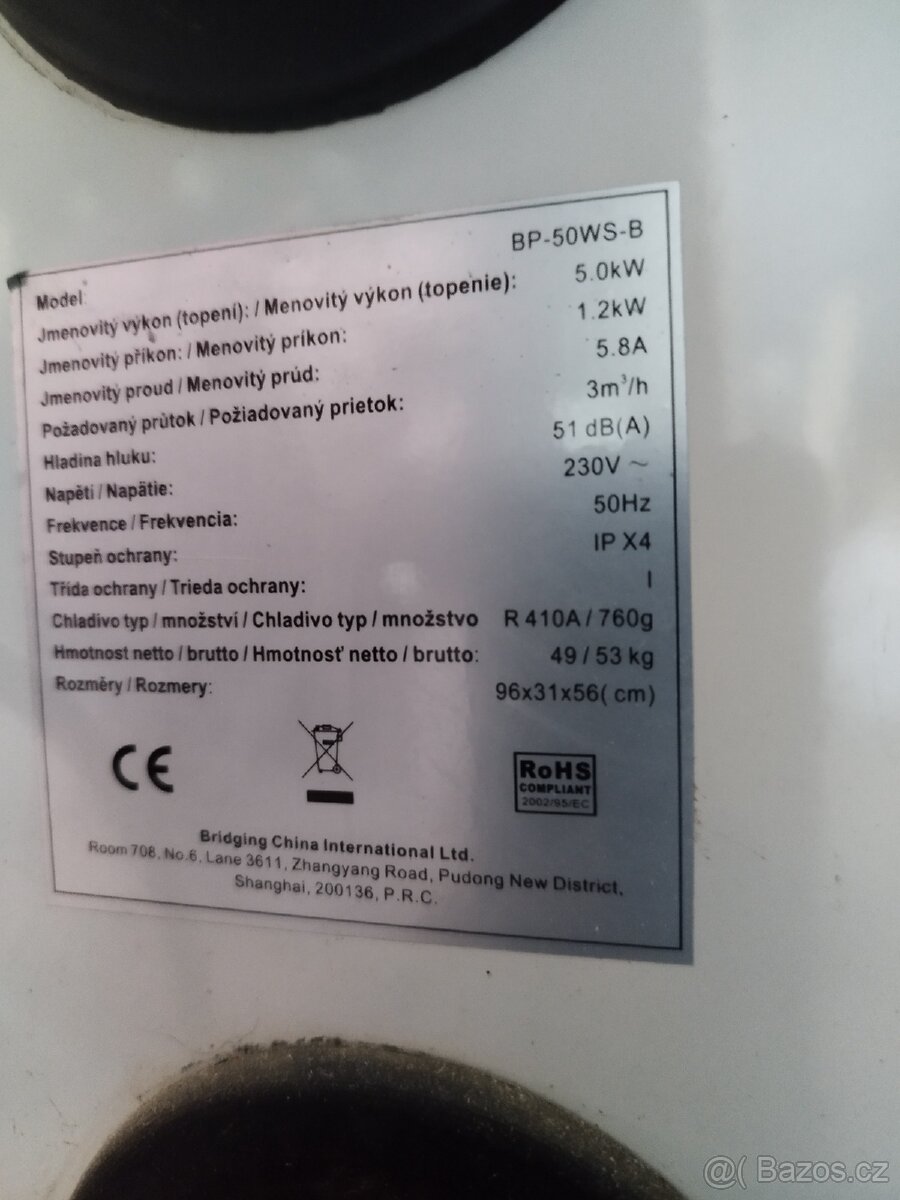 Model BP-50WS-B
Jmenovitý výkon (topení): / Menovitý výkon (topenie): 5.0kW
Jmenovitý příkon: / Menovitý príkon: 1.2kW
Jmenovitý proud / Menovitý prúd: 5.8A
Požadovaný průtok / Požiadovaný prietok: 3m³/h
Hladina hluku: 51 dB(A)
Napěti / Napätie: 230V ~
Frekvence / Frekvencia: 50Hz
Stupeň ochrany: IP X4
Třída ochrany / Trieda ochrany: I
Chladivo typ / množství / Chladivo typ / množstvo R 410A / 760g
Hmotnost netto / brutto / Hmotnosť netto / brutto: 49 / 53 kg
Rozměry / Rozmery: 96x31x56( cm)
CE
RoHS
COMPLIANT
2002/95/EC
Bridging China International Ltd.
Room 708, No.6, Lane 3611, Zhangyang Road, Pudong New District,
Shanghai, 200136, P.R.C.
@( Bazos.cz